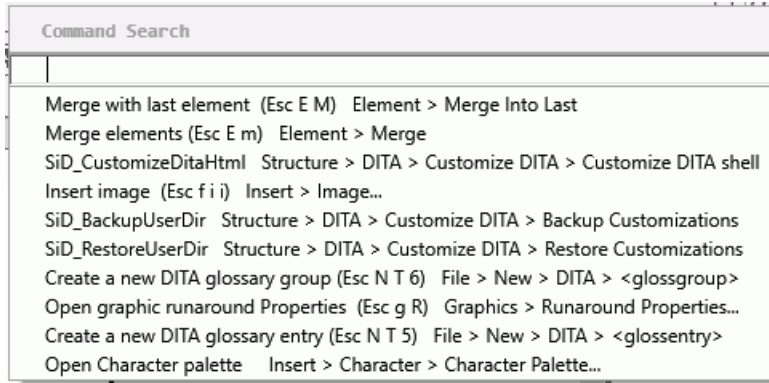 Command Search
Merge with last element (Esc E M) Element > Merge Into Last
Merge elements (Esc E m) Element > Merge
SiD_CustomizeDitaHtml Structure > DITA > Customize DITA > Customize DITA shell
Insert image (Esc f i i) Insert > Image...
SiD_BackupUserDir Structure > DITA > Customize DITA > Backup Customizations
SiD_RestoreUserDir Structure > DITA > Customize DITA > Restore Customizations
Create a new DITA glossary group (Esc N T 6) File > New > DITA > <glossgroup>
Open graphic runaround Properties (Esc g R) Graphics > Runaround Properties...
Create a new DITA glossary entry (Esc N T 5) File > New > DITA > <glossentry>
Open Character palette Insert > Character > Character Palette...